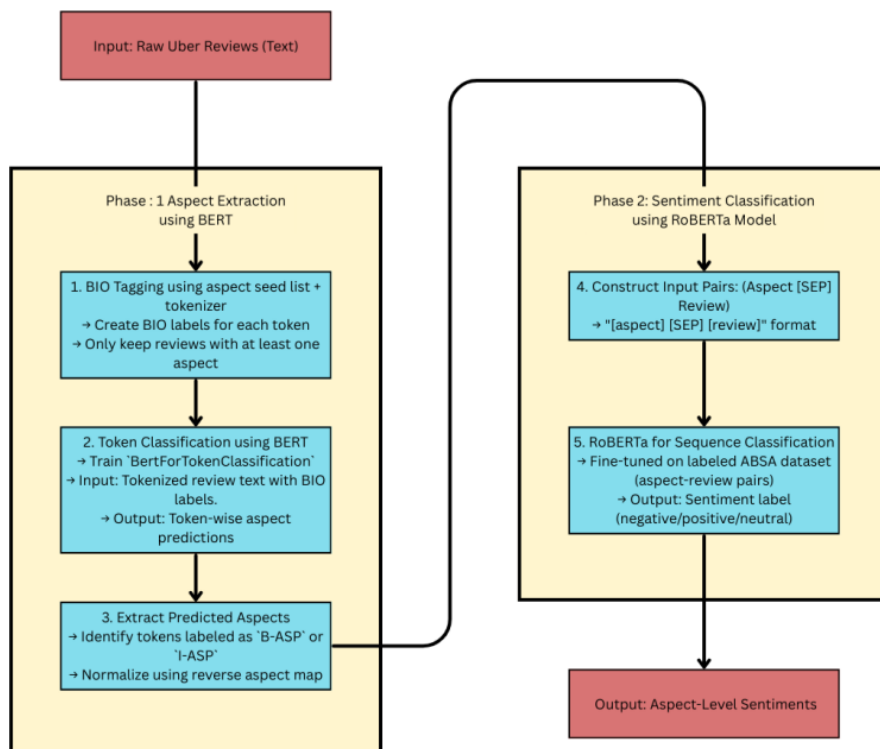 Input: Raw Uber Reviews (Text)
Phase : 1 Aspect Extraction
using BERT
1. BIO Tagging using aspect seed list +
tokenizer
→ Create BIO labels for each token
→ Only keep reviews with at least one
aspect
2. Token Classification using BERT
→ Train `BertForTokenClassification`
→ Input: Tokenized review text with BIO
labels.
→ Output: Token-wise aspect
predictions
3. Extract Predicted Aspects
→ Identify tokens labeled as `B-ASP` or
`I-ASP`
→ Normalize using reverse aspect map
Phase 2: Sentiment Classification
using RoBERTa Model
4. Construct Input Pairs: (Aspect [SEP]
Review)
→ "[aspect] [SEP] [review]" format
5. RoBERTa for Sequence Classification
→ Fine-tuned on labeled ABSA dataset
(aspect-review pairs)
→ Output: Sentiment label
(negative/positive/neutral)
Output: Aspect-Level Sentiments